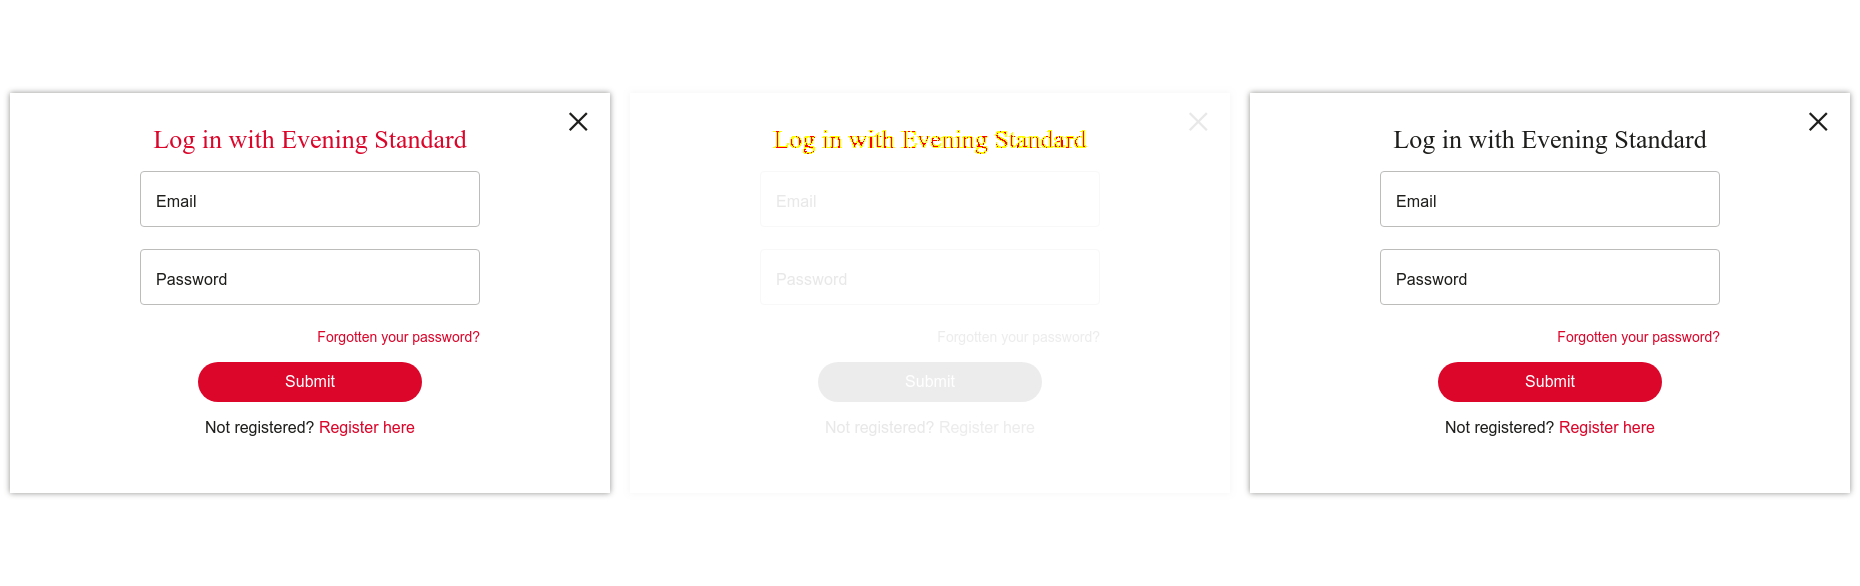 Log in with Evening Standard
Email
Password
Forgotten your password?
Submit
Not registered? Register here
Log in with Evening Standard
Email
Password
Forgotten your password?
Submit
Not registered? Register here
Log in with Evening Standard
Email
Password
Forgotten your password?
Submit
Not registered? Register here